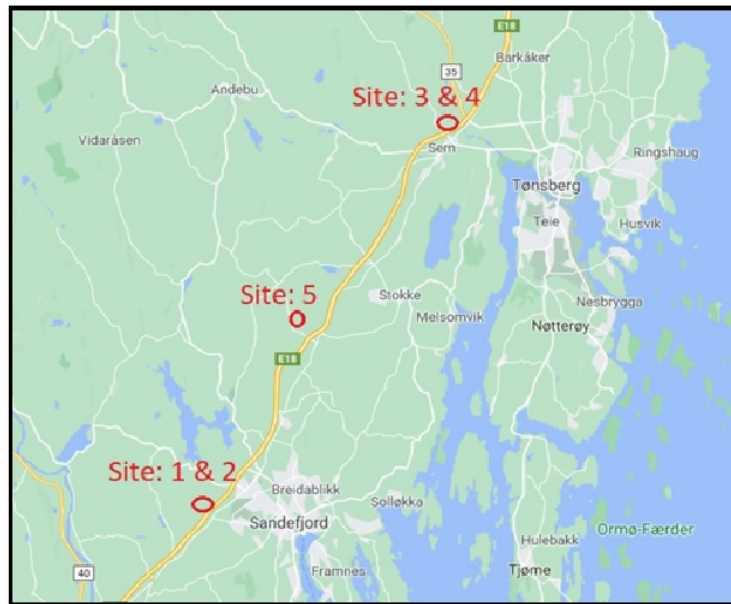 E18
Barkåker
35
Andebu
Site: 3 & 4
Vidaråsen
Sem
Ringshaug
Tønsberg
Teie
Husvik
Site: 5
Stokke
Nesbrygga
Melsomvik
Nøtterøy
E18
Site: 1 & 2
Breidablikk
Solløkka
Sandefjord
Ormø-Færder
Hulebakk
40
Framnes
Tjøme